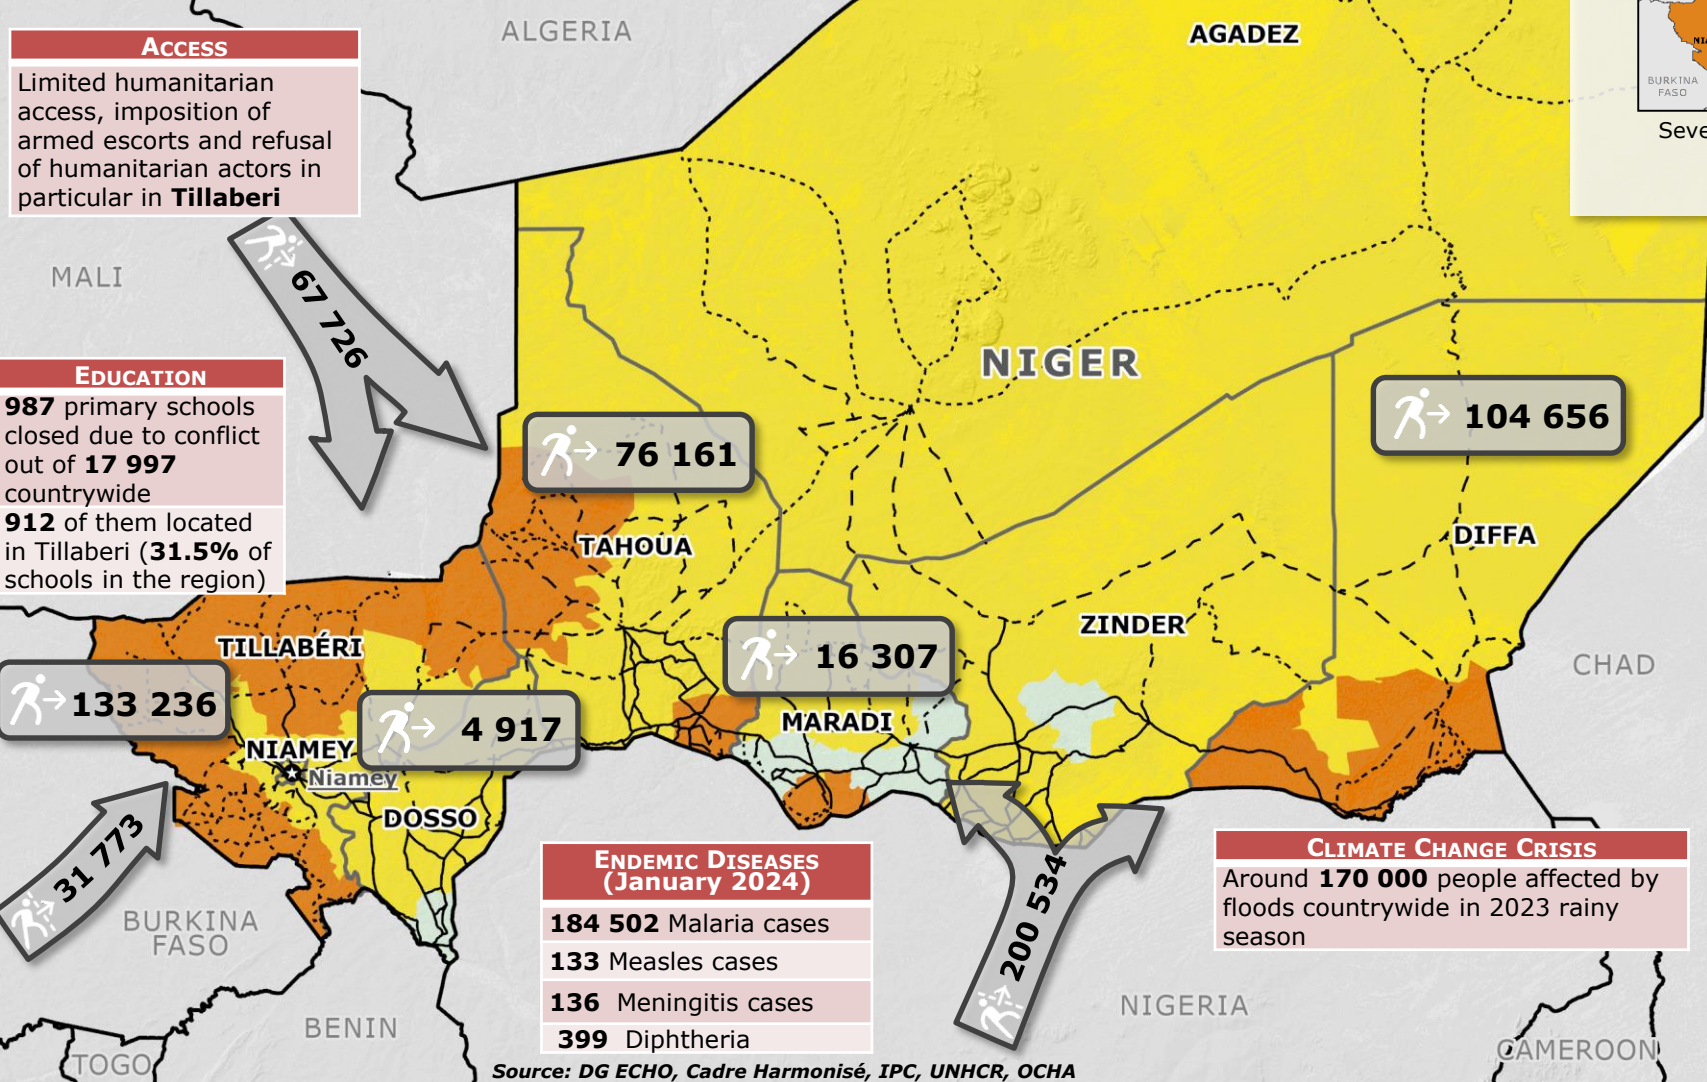 ACCESS
Limited humanitarian
access, imposition of
armed escorts and refusal
of humanitarian actors in
particular in Tillaberi
ALGERIA
AGADEZ
BURKINA
FASO
MALI
67 726
NIGER
EDUCATION
987 primary schools
closed due to conflict
out of 17 997
countrywide
912 of them located
in Tillaberi (31.5% of
schools in the region)
76 161
104 656
TAHOUA
DIFFA
TILLABÉRI
ZINDER
16 307
CHAD
133 236
4 917
MARADI
NIAMEY
Niamey
DOSSO
31 773
BURKINA
FASO
200 534
ENDEMIC DISEASES
(January 2024)
184 502 Malaria cases
133 Measles cases
136 Meningitis cases
399 Diphtheria
CLIMATE CHANGE CRISIS
Around 170 000 people affected by
floods countrywide in 2023 rainy
season
NIGERIA
BENIN
TOGO
CAMEROON
Source: DG ECHO, Cadre Harmonisé, IPC, UNHCR, OCHA